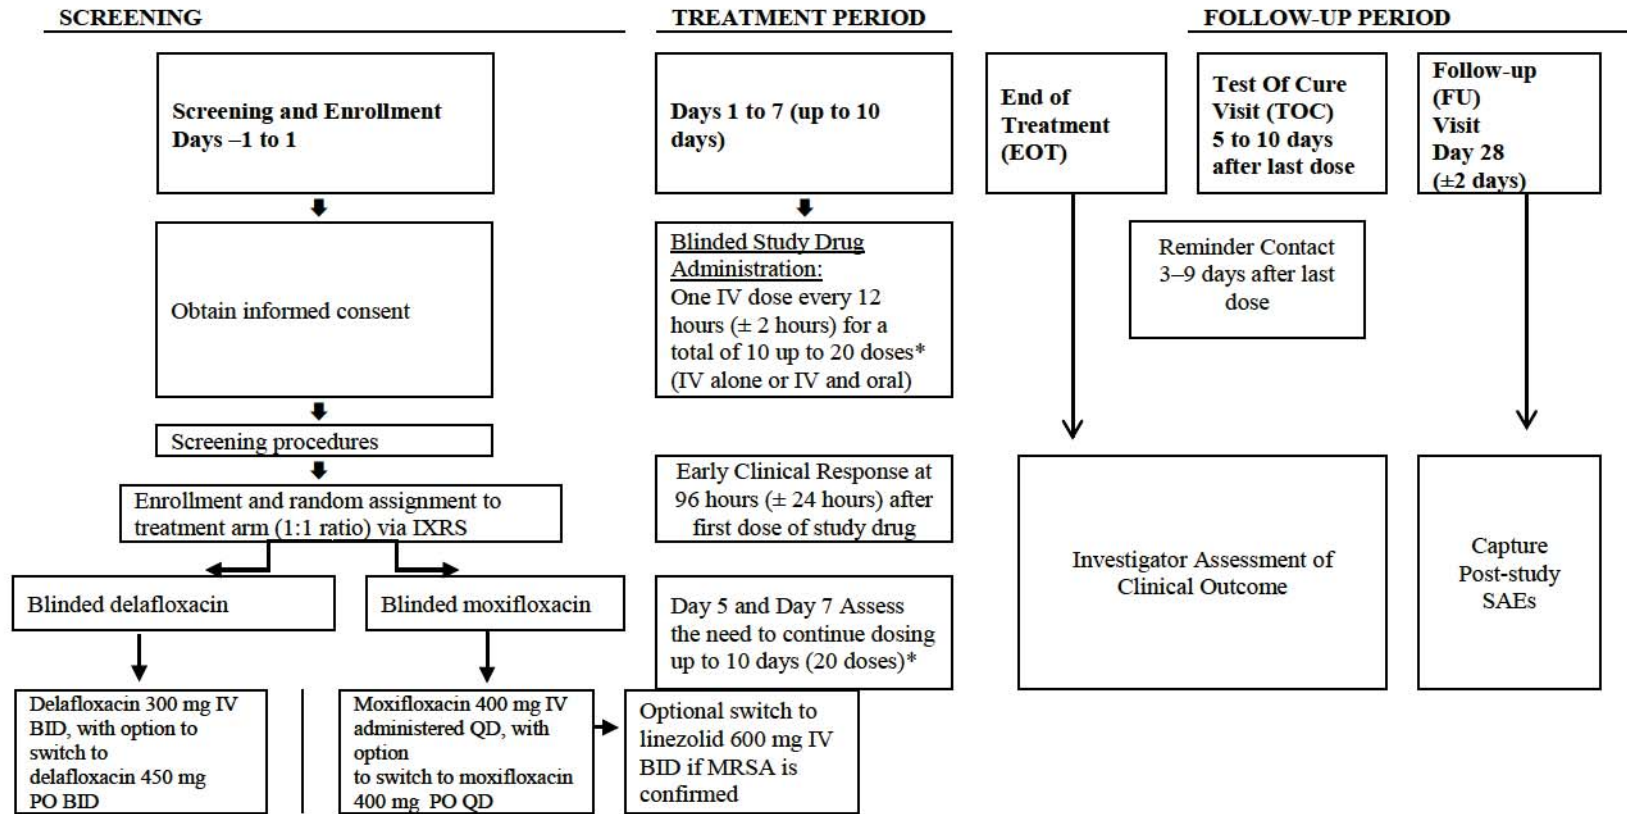 SCREENING
TREATMENT PERIOD
FOLLOW-UP PERIOD
Screening and Enrollment
Days –1 to 1
Days 1 to 7 (up to 10
days)
End of
Treatment
(EOT)
Test Of Cure
Visit (TOC)
5 to 10 days
after last dose
Follow-up
(FU)
Visit
Day 28
(±2 days)
Obtain informed consent
Blinded Study Drug
Administration:
One IV dose every 12
hours (± 2 hours) for a
total of 10 up to 20 doses*
(IV alone or IV and oral)
Reminder Contact
3–9 days after last
dose
Screening procedures
Enrollment and random assignment to
treatment arm (1:1 ratio) via IXRS
Early Clinical Response at
96 hours (± 24 hours) after
first dose of study drug
Investigator Assessment of
Clinical Outcome
Capture
Post-study
SAEs
Blinded delafloxacin
Blinded moxifloxacin
Day 5 and Day 7 Assess
the need to continue dosing
up to 10 days (20 doses)*
Delafloxacin 300 mg IV
BID, with option to
switch to
delafloxacin 450 mg
PO BID
Moxifloxacin 400 mg IV
administered QD, with
option
to switch to moxifloxacin
400 mg PO QD
Optional switch to
linezolid 600 mg IV
BID if MRSA is
confirmed